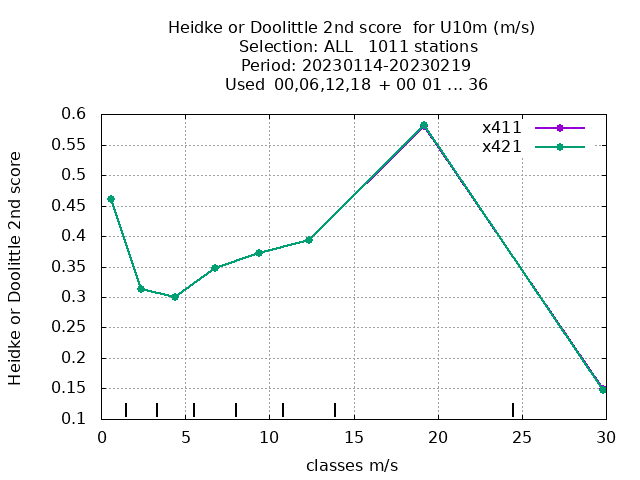 Heidke or Doolittle 2nd score  for U10m (m/s)
Selection: ALL   1011 stations
Period: 20230114-20230219
Used  00,06,12,18 + 00 01 ... 36
x411
x421
Heidke or Doolittle 2nd score
0.6
0.55
0.5
0.45
0.4
0.35
0.3
0.25
0.2
0.15
0.1
0 5 10 15 20 25 30
classes m/s